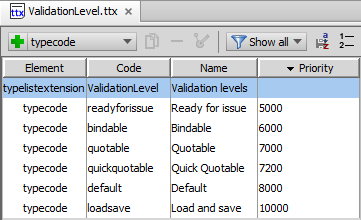 ValidationLevel.ttx
typecode
Show all
a
z
Element Code Name Priority
typelistextension ValidationLevel Validation levels
typecode readyforissue Ready for issue 5000
typecode bindable Bindable 6000
typecode quotable Quotable 7000
typecode quickquotable Quick Quotable 7200
typecode default Default 8000
typecode loadsave Load and save 10000